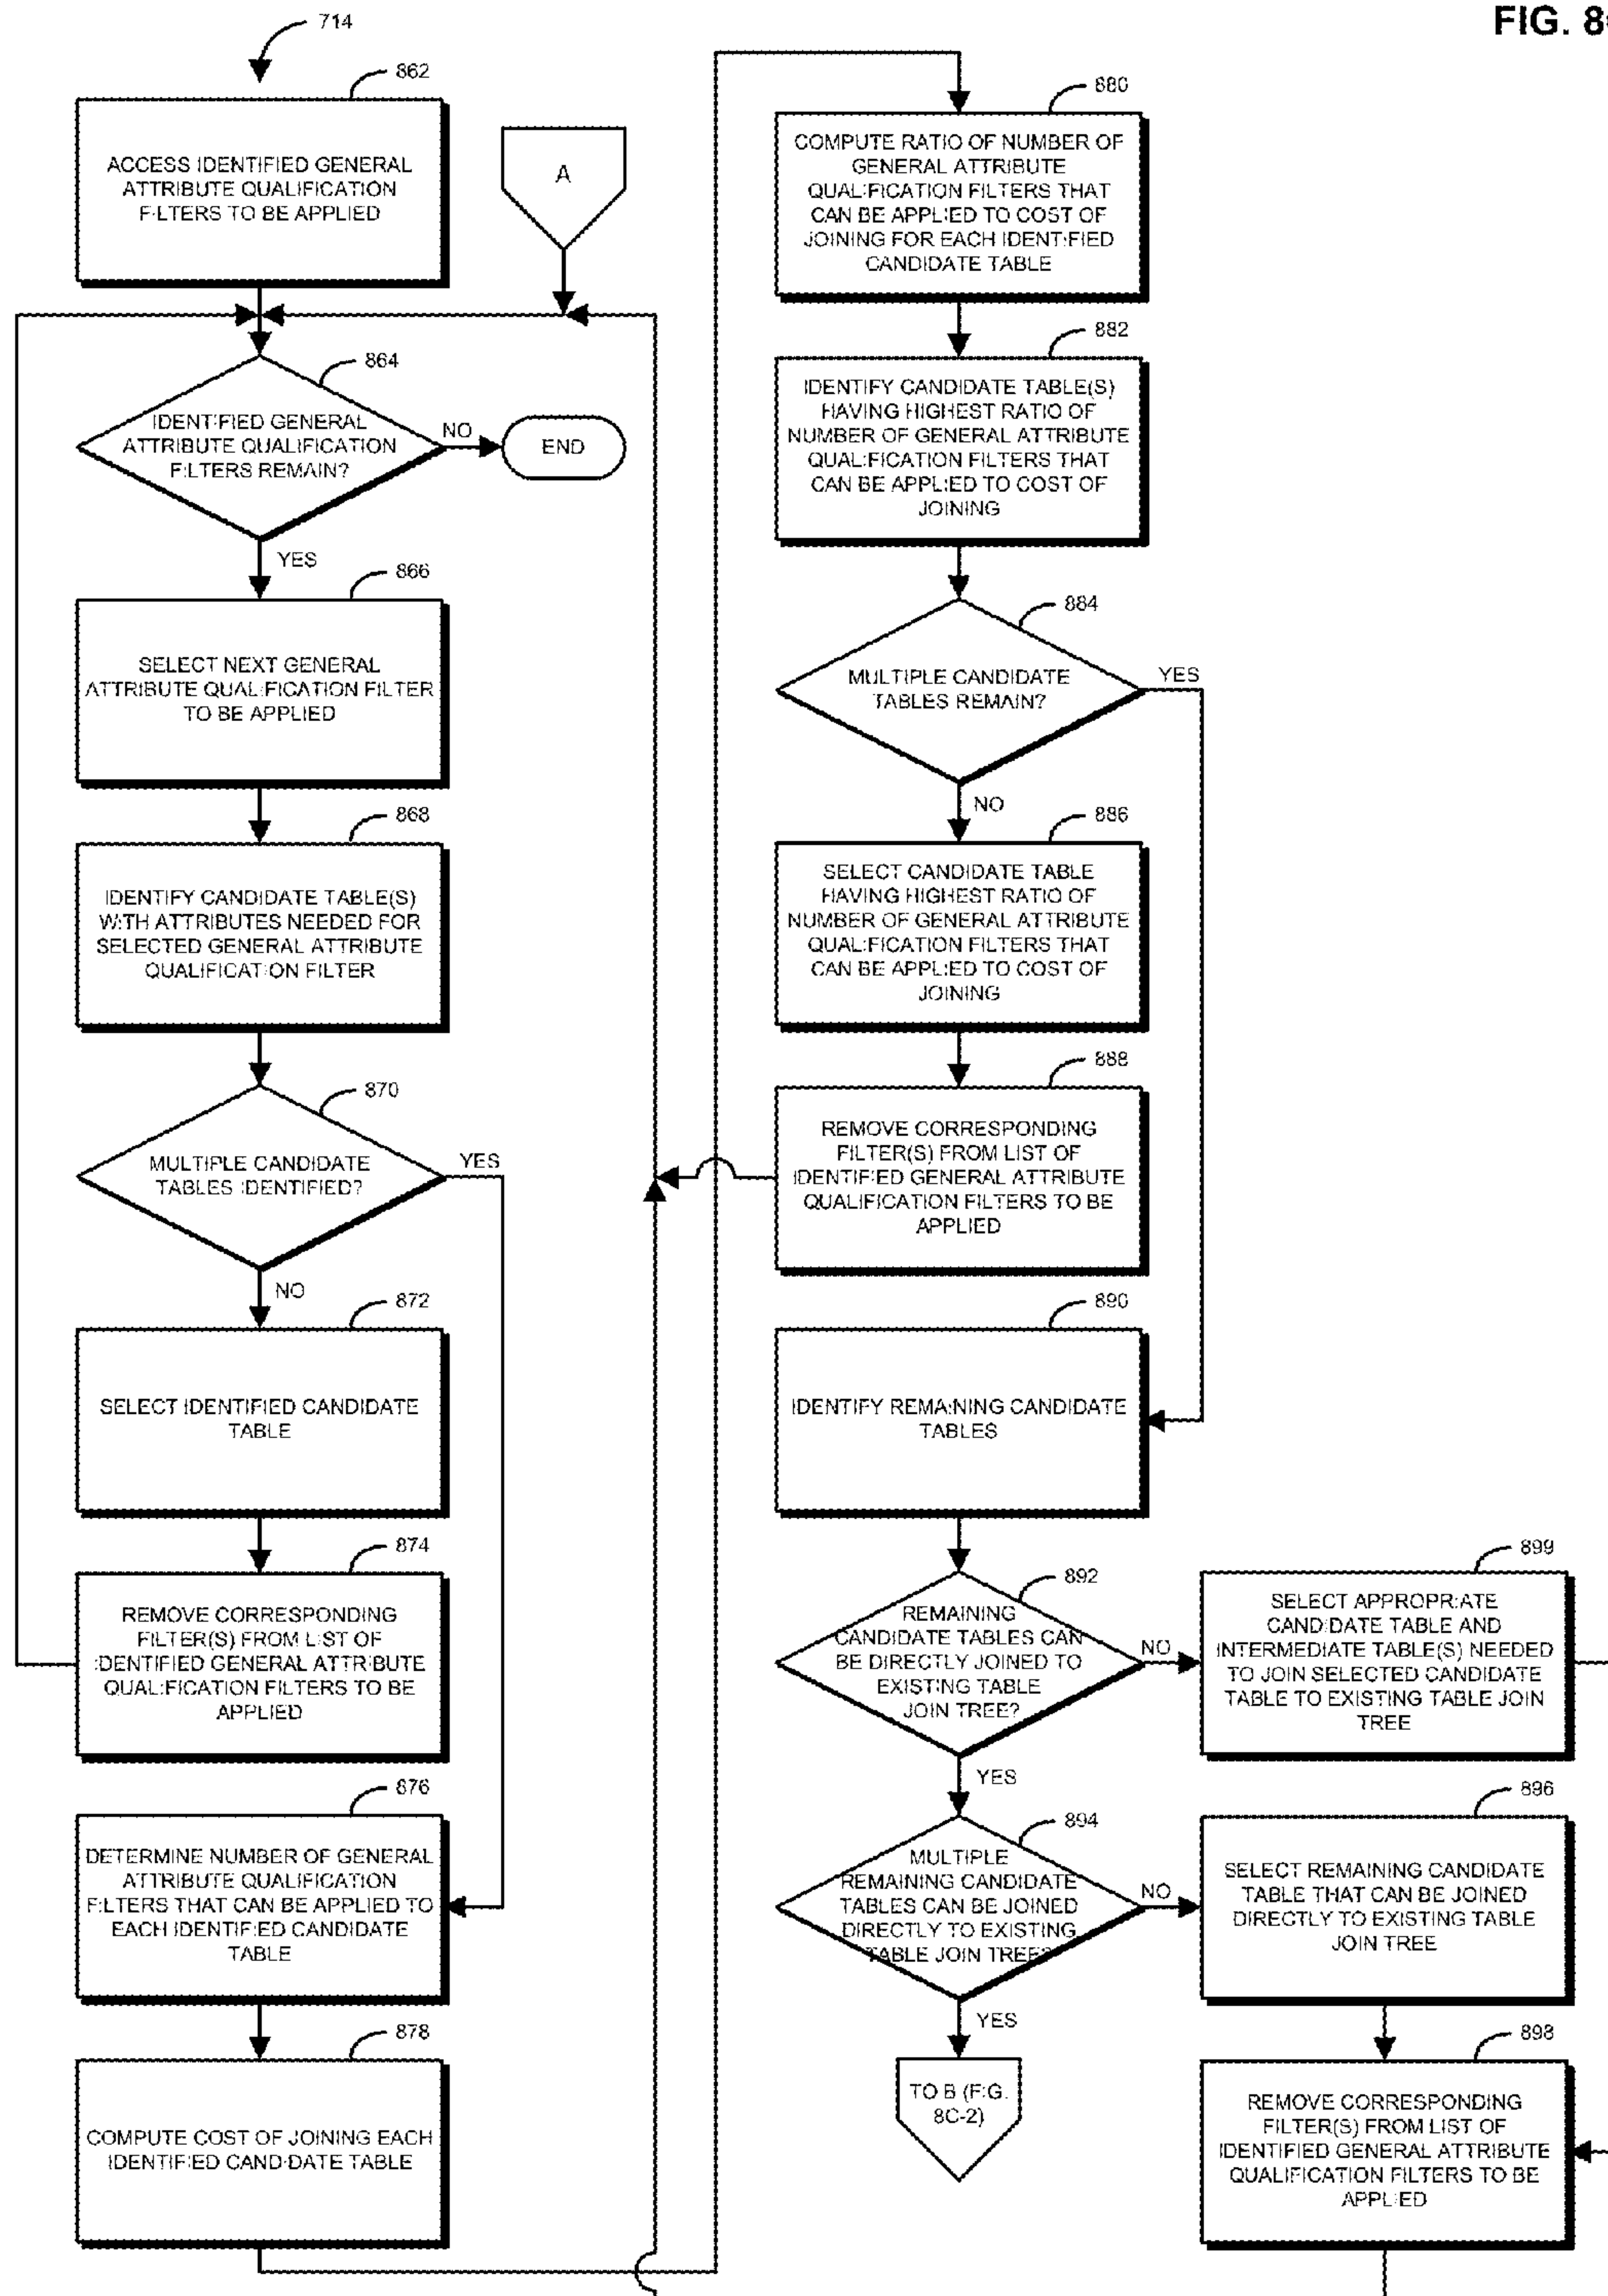 FIG. 8
714
862
ACCESS IDENTIFIED GENERAL
ATTRIBUTE QUALIFICATION
FILTERS TO BE APPLIED
A
864
IDENTIFIED GENERAL
ATTRIBUTE QUALIFICATION
FILTERS REMAIN?
NO
END
YES
866
SELECT NEXT GENERAL
ATTRIBUTE QUALIFICATION FILTER
TO BE APPLIED
868
IDENTIFY CANDIDATE TABLE(S)
WITH ATTRIBUTES NEEDED FOR
SELECTED GENERAL ATTRIBUTE
QUALIFICATION FILTER
870
MULTIPLE CANDIDATE
TABLES IDENTIFIED?
YES
NO
872
SELECT IDENTIFIED CANDIDATE
TABLE
874
REMOVE CORRESPONDING
FILTER(S) FROM LIST OF
IDENTIFIED GENERAL ATTRIBUTE
QUALIFICATION FILTERS TO BE
APPLIED
876
DETERMINE NUMBER OF GENERAL
ATTRIBUTE QUALIFICATION
FILTERS THAT CAN BE APPLIED TO
EACH IDENTIFIED CANDIDATE
TABLE
878
COMPUTE COST OF JOINING EACH
IDENTIFIED CANDIDATE TABLE
880
COMPUTE RATIO OF NUMBER OF
GENERAL ATTRIBUTE
QUALIFICATION FILTERS THAT
CAN BE APPLIED TO COST OF
JOINING FOR EACH IDENTIFIED
CANDIDATE TABLE
882
IDENTIFY CANDIDATE TABLE(S)
HAVING HIGHEST RATIO OF
NUMBER OF GENERAL ATTRIBUTE
QUALIFICATION FILTERS THAT
CAN BE APPLIED TO COST OF
JOINING
884
MULTIPLE CANDIDATE
TABLES REMAIN?
YES
NO
886
SELECT CANDIDATE TABLE
HAVING HIGHEST RATIO OF
NUMBER OF GENERAL ATTRIBUTE
QUALIFICATION FILTERS THAT
CAN BE APPLIED TO COST OF
JOINING
888
REMOVE CORRESPONDING
FILTER(S) FROM LIST OF
IDENTIFIED GENERAL ATTRIBUTE
QUALIFICATION FILTERS TO BE
APPLIED
890
IDENTIFY REMAINING CANDIDATE
TABLES
892
REMAINING
CANDIDATE TABLES CAN
BE DIRECTLY JOINED TO
EXISTING TABLE
JOIN TREE?
NO
YES
899
SELECT APPROPRIATE
CANDIDATE TABLE AND
INTERMEDIATE TABLE(S) NEEDED
TO JOIN SELECTED CANDIDATE
TABLE TO EXISTING TABLE JOIN
TREE
894
MULTIPLE
REMAINING CANDIDATE
TABLES CAN BE JOINED
DIRECTLY TO EXISTING
TABLE JOIN TREE?
NO
YES
896
SELECT REMAINING CANDIDATE
TABLE THAT CAN BE JOINED
DIRECTLY TO EXISTING TABLE
JOIN TREE
TO B (FIG.
8C-2)
898
REMOVE CORRESPONDING
FILTER(S) FROM LIST OF
IDENTIFIED GENERAL ATTRIBUTE
QUALIFICATION FILTERS TO BE
APPLIED